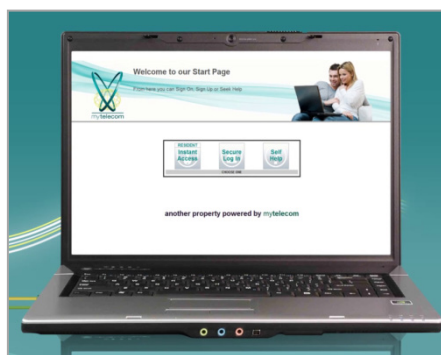 Welcome to our Start Page
From here you can Sign On, Sign Up or Seek Help
mytelecom
RESIDENT
Instant Access
Secure Log In
Self Help
another property powered by mytelecom